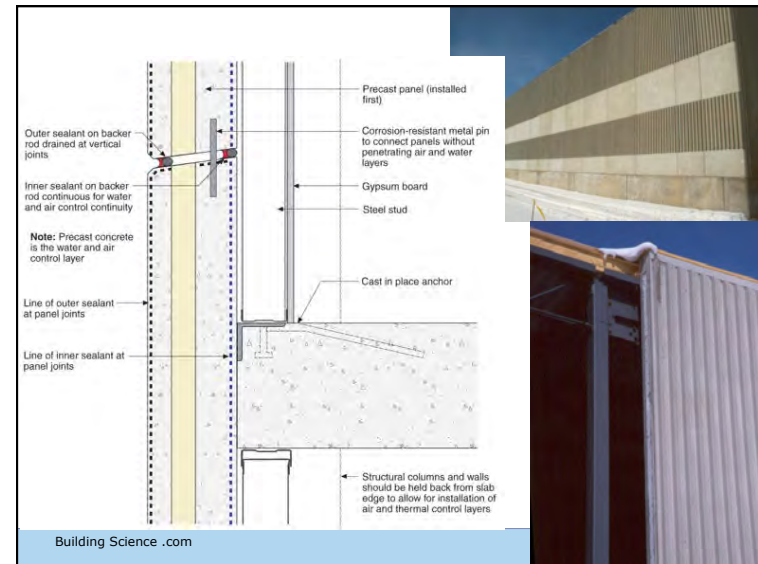 Outer sealant on backer
rod drained at vertical
joints
Inner sealant on backer
rod continuous for water
and air control continuity
Note: Precast concrete
is the water and air
control layer
Line of outer sealant
at panel joints
Line of inner sealant at
panel joints
Precast panel (installed
first)
Corrosion-resistant metal pin
to connect panels without
penetrating air and water
layers
Gypsum board
Steel stud
Cast in place anchor
Structural columns and walls
should be held back from slab
edge to allow for installation of
air and thermal control layers
Building Science .com